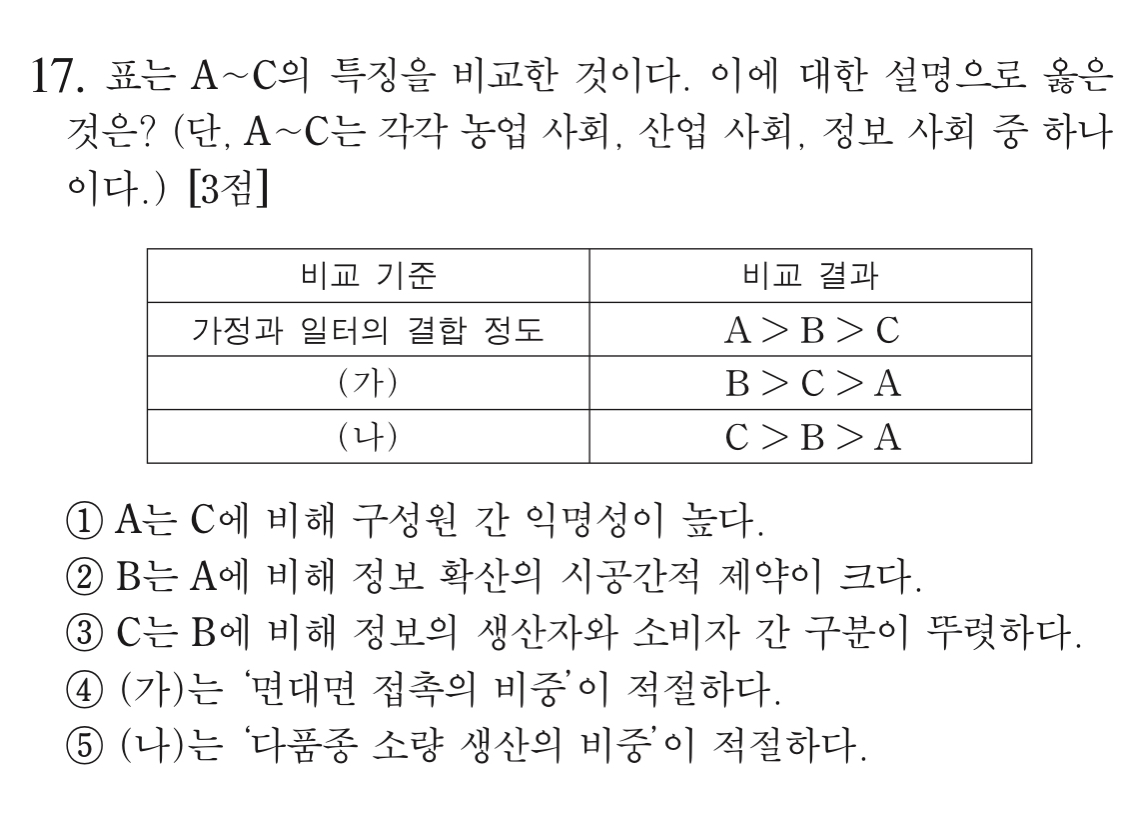 17. 표는 A~C의 특징을 비교한 것이다. 이에 대한 설명으로 옳은
것은? (단, A~C는 각각 농업 사회, 산업 사회, 정보 사회 중 하나
이다.) [3점]
비교 기준 비교 결과
가정과 일터의 결합 정도 A > B > C
(가) B > C > A
(나) C > B > A
① A는 C에 비해 구성원 간 익명성이 높다.
② B는 A에 비해 정보 확산의 시공간적 제약이 크다.
③ C는 B에 비해 정보의 생산자와 소비자 간 구분이 뚜렷하다.
④ (가)는 ‘면대면 접촉의 비중’이 적절하다.
⑤ (나)는 ‘다품종 소량 생산의 비중’이 적절하다.